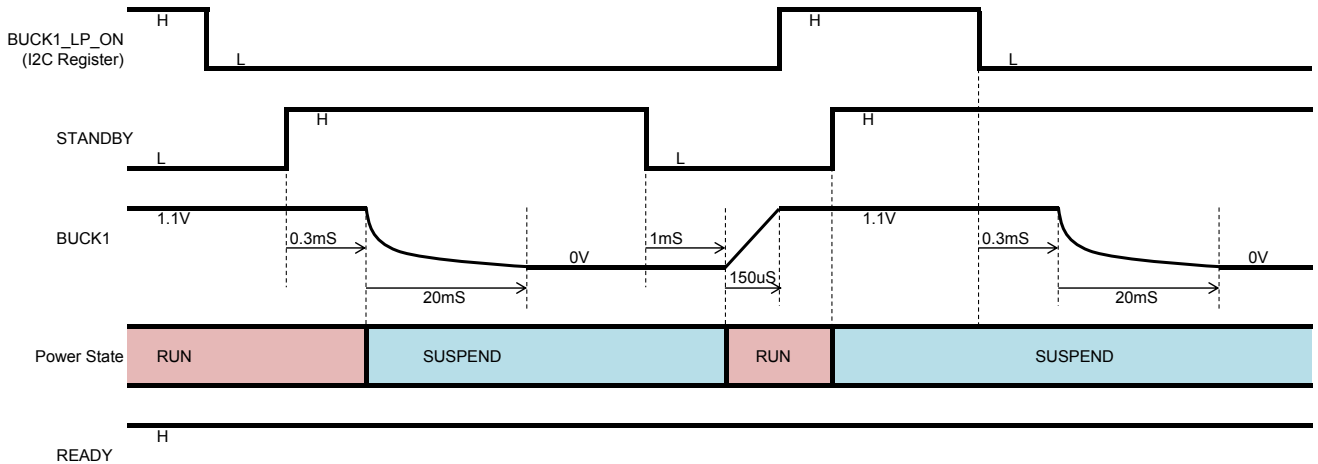 H H
BUCK1_LP_ON
(I2C Register)
L L
H H
STANDBY
L L
1.1V 1.1V
BUCK1 0.3mS 1mS 0.3mS
0V 0V
150uS
20mS 20mS
Power State RUN SUSPEND RUN SUSPEND
H
READY